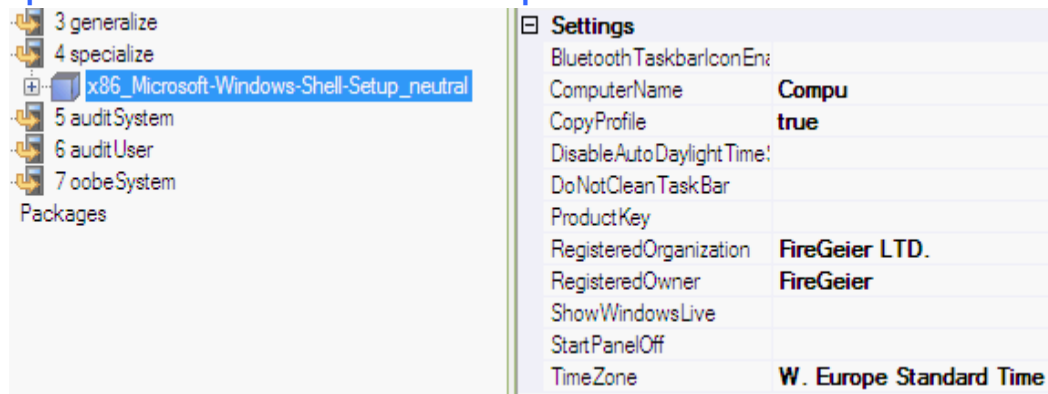 3 generalize
4 specialize
x86_Microsoft-Windows-Shell-Setup_neutral
5 auditSystem
6 auditUser
7 oobeSystem
Packages
Settings
BluetoothTaskbarIconEna
ComputerName Compu
CopyProfile true
DisableAutoDaylightTimeS
DoNotCleanTaskBar
ProductKey
RegisteredOrganization FireGeier LTD.
RegisteredOwner FireGeier
ShowWindowsLive
StartPanelOff
TimeZone W. Europe Standard Time